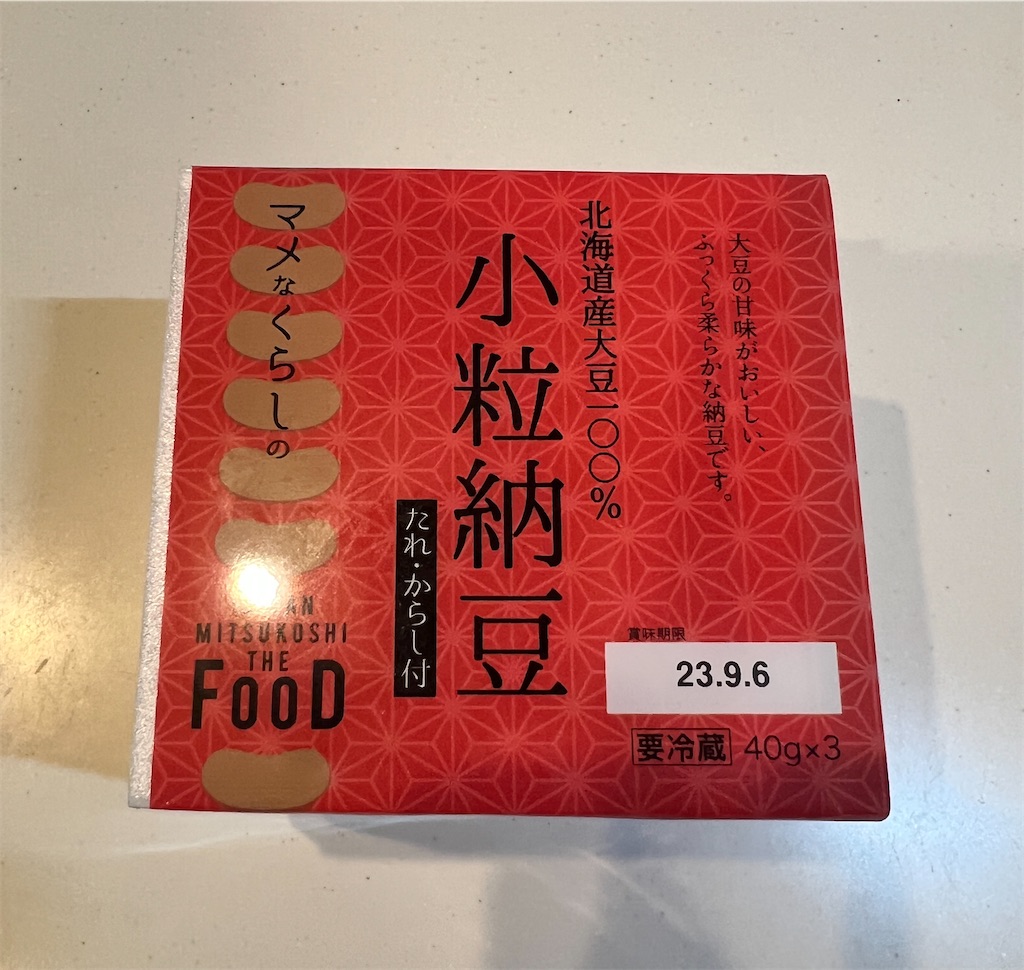 大豆の甘味がおいしい、
ふっくら柔らかな納豆です。
北海道産大豆一〇〇%
小粒納豆
たれ・からし付
マメなくらしの
MITSUKOSHI
THE
FOOD
賞味期限
23.9.6
要冷蔵 40g×3